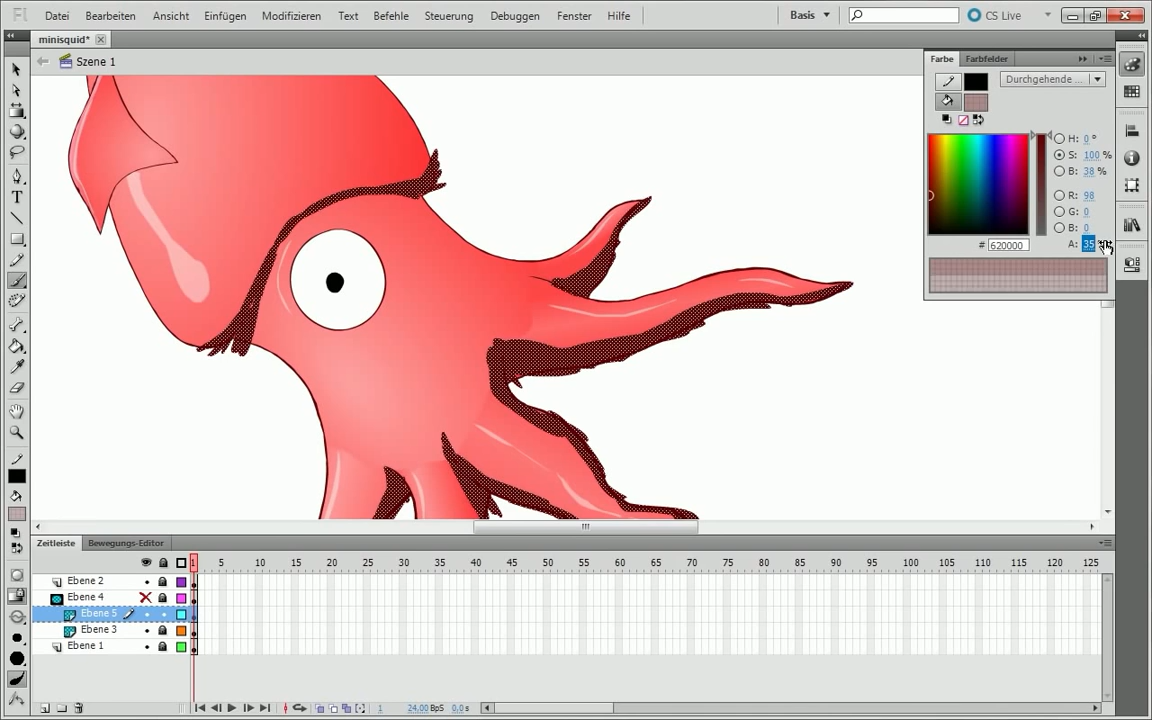 Fl Datei Bearbeiten Ansicht Einfügen Modifizieren Text Befehle Steuerung Debuggen Fenster Hilfe Basis CS Live
minisquid*
Szene 1
Farbe Farbfelder
Durchgehende ...
H: 0 °
S: 100 %
B: 38 %
R: 98
G: 0
B: 0
# 620000 A: 35
T
Zeitleiste Bewegungs-Editor
1 5 10 15 20 25 30 35 40 45 50 55 60 65 70 75 80 85 90 95 100 105 110 115 120 125
Ebene 2
Ebene 4
Ebene 5
Ebene 3
Ebene 1
1 24,00 BpS 0,0 s